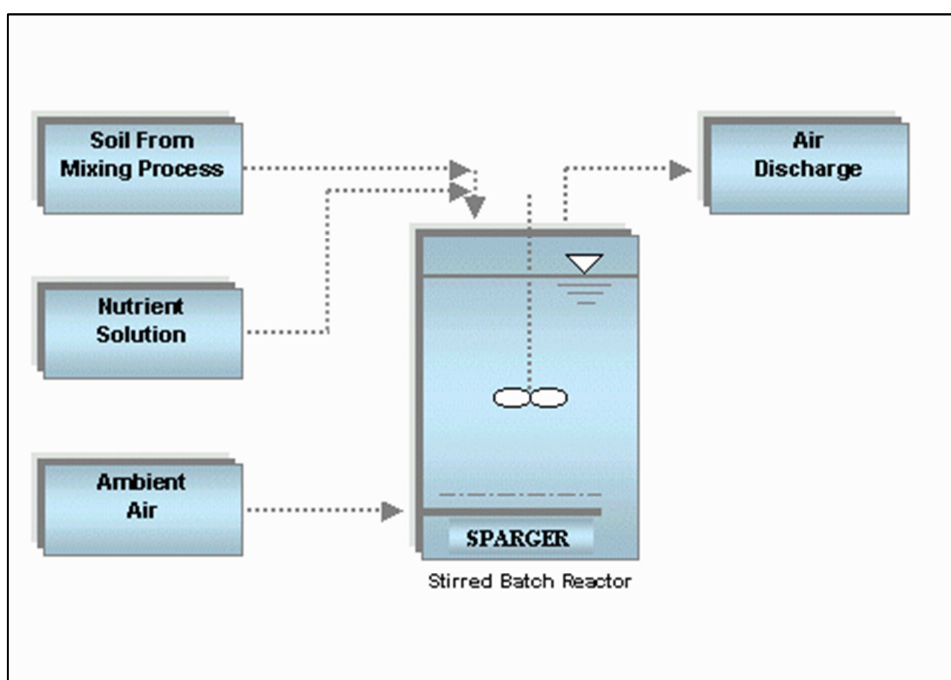 Soil From
Mixing Process
Air
Discharge
Nutrient
Solution
Ambient
Air
SPARGER
Stirred Batch Reactor